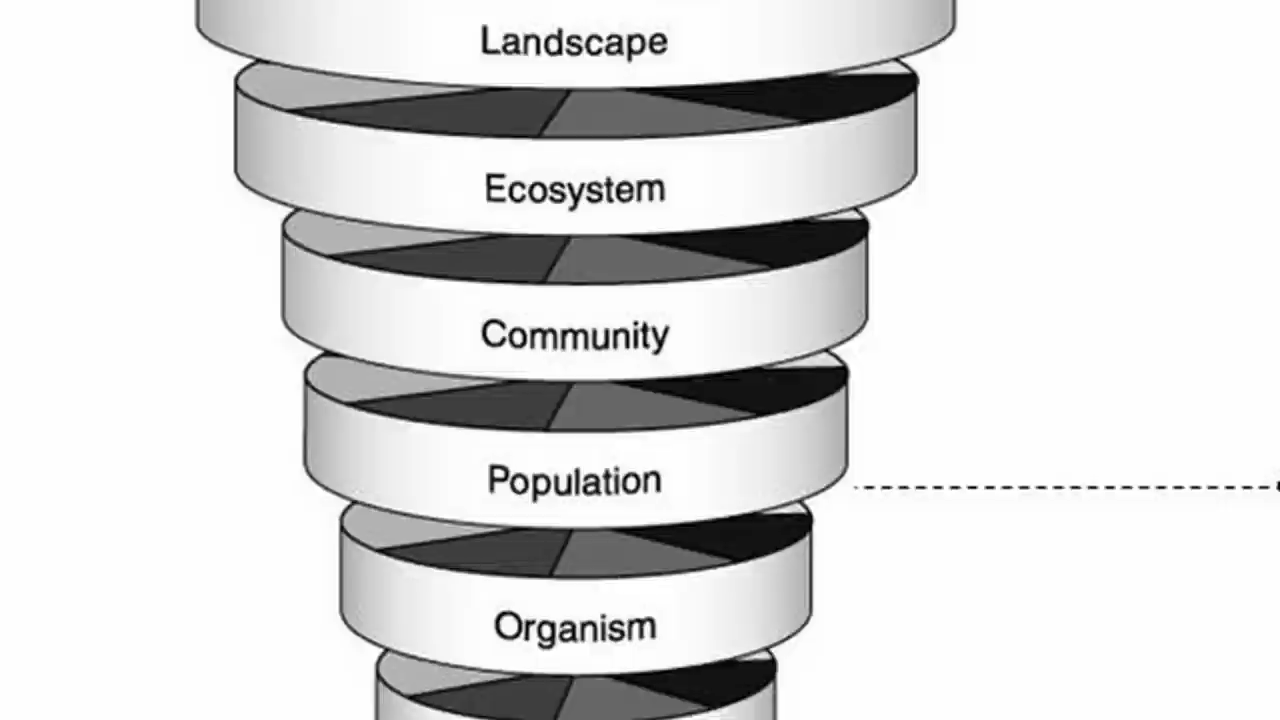 Landscape
Ecosystem
Community
Population
Organism